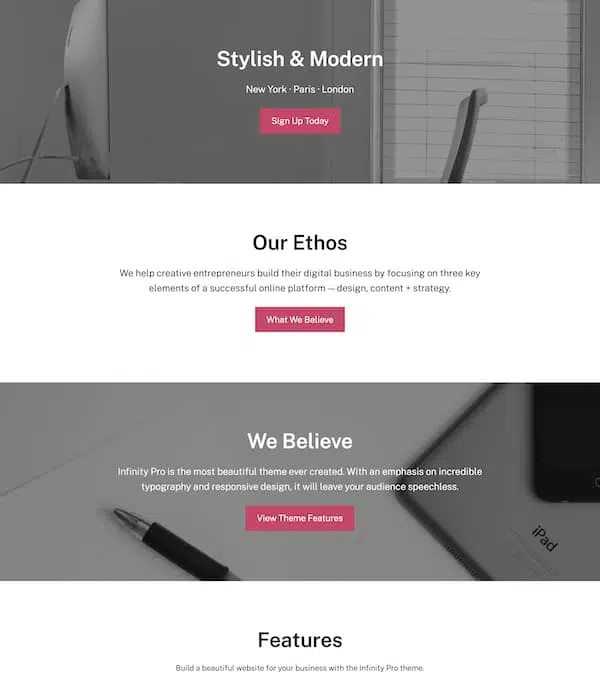 Stylish & Modern
New York · Paris · London
Sign Up Today
Our Ethos
We help creative entrepreneurs build their digital business by focusing on three key
elements of a successful online platform — design, content + strategy.
What We Believe
We Believe
Infinity Pro is the most beautiful theme ever created. With an emphasis on incredible
typography and responsive design, it will leave your audience speechless.
View Theme Features
iPad
Features
Build a beautiful website for your business with the Infinity Pro theme.